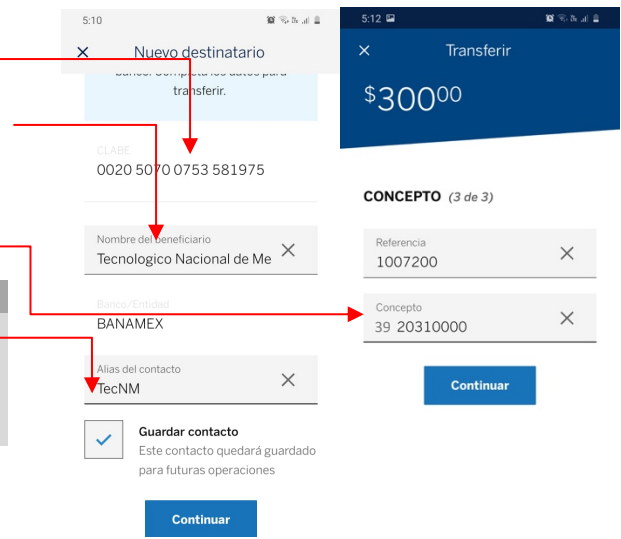 5:10
Nuevo destinatario
banco. Completa los datos para
transferir.
CLABE
0020 5070 0753 581975
Nombre del beneficiario
Tecnologico Nacional de Me
Banco/Entidad
BANAMEX
Alias del contacto
TecNM
Guardar contacto
Este contacto quedará guardado
para futuras operaciones
Continuar
5:12
Transferir
$30000
CONCEPTO (3 de 3)
Referencia
1007200
Concepto
39 20310000
Continuar